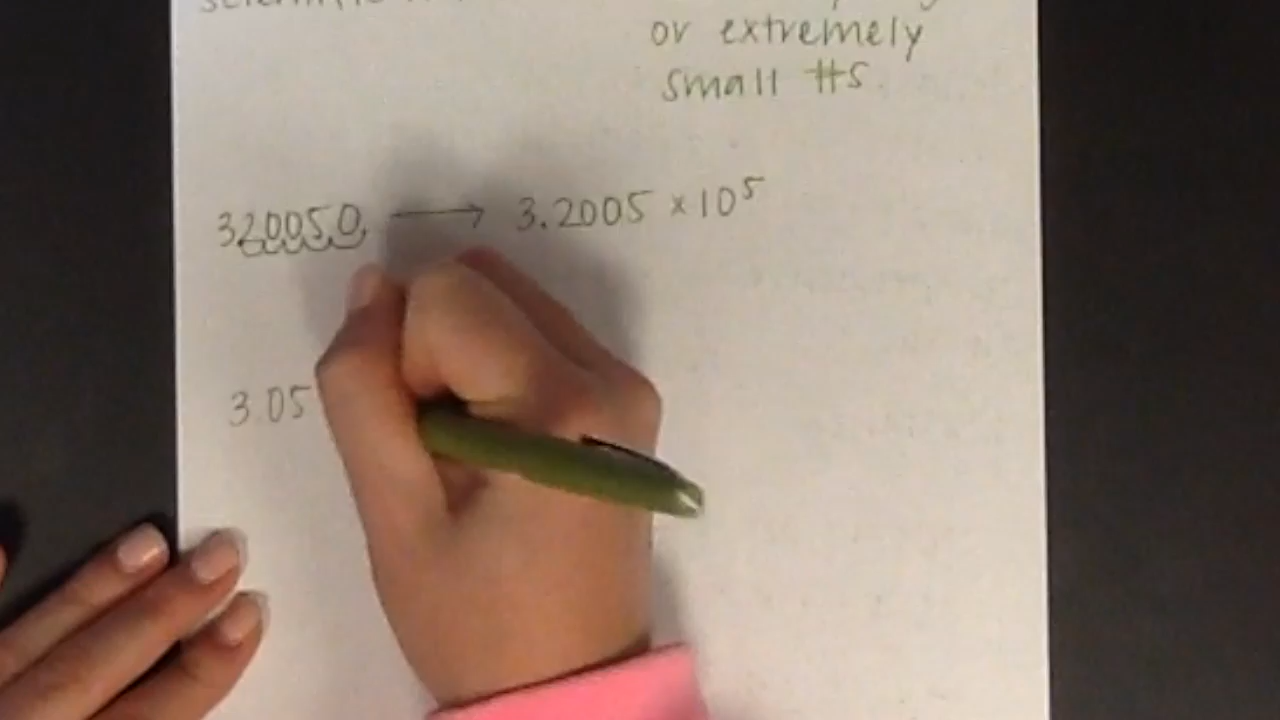 or extremely
small #s.
320050. → 3.2005 × 10⁵
3.05